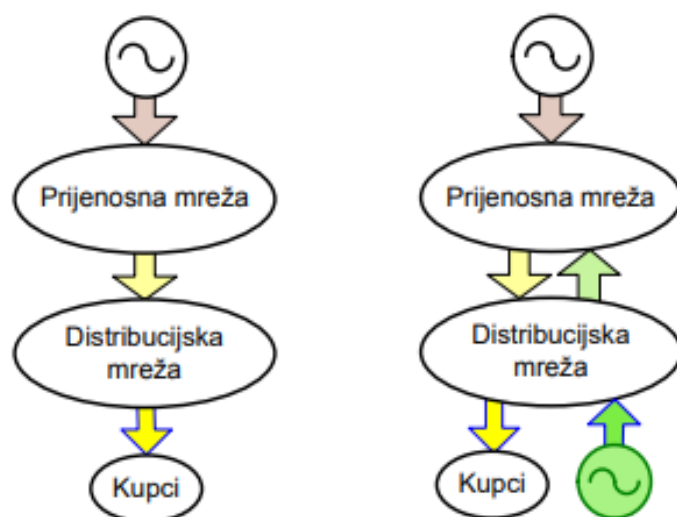 Prijenosna mreža
Distribucijska
mreža
Kupci
Prijenosna mreža
Distribucijska
mreža
Kupci